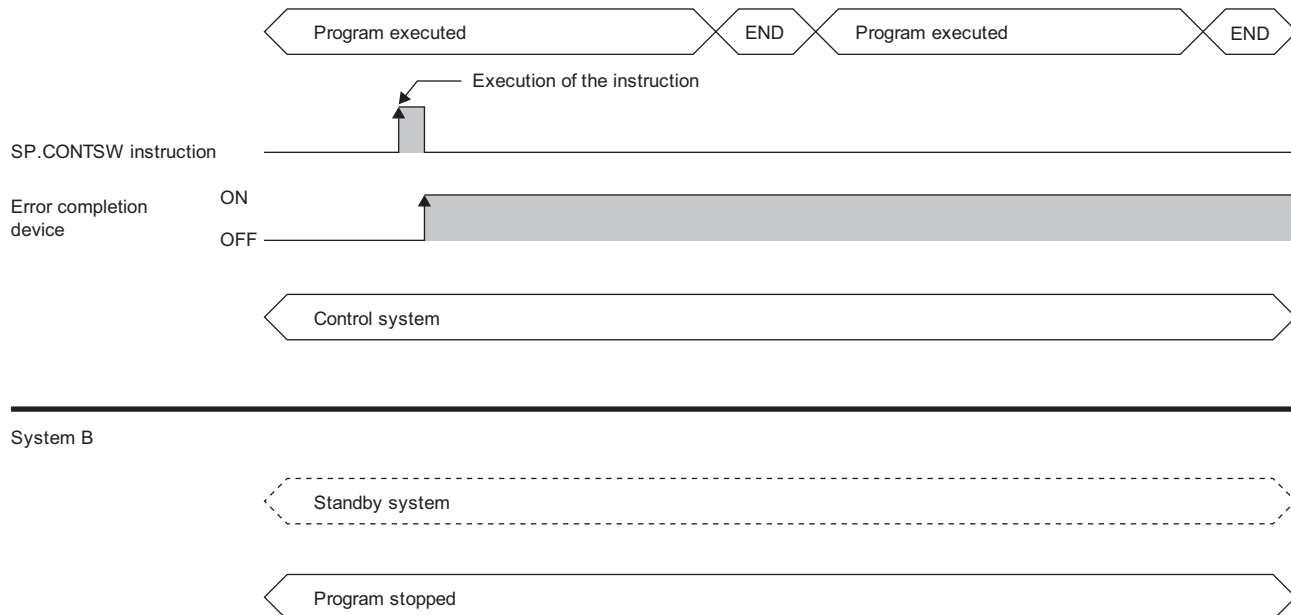 Program executed
END
Program executed
END
Execution of the instruction
SP.CONTSW instruction
Error completion
device
ON
OFF
Control system
System B
Standby system
Program stopped